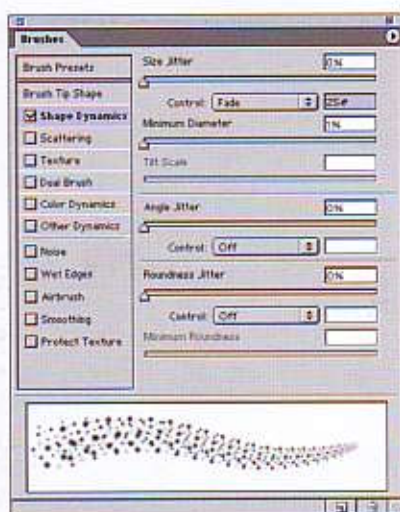 Brushes
Brush Presets
Brush Tip Shape
Shape Dynamics
Scattering
Texture
Dual Brush
Color Dynamics
Other Dynamics
Noise
Wet Edges
Airbrush
Smoothing
Protect Texture
Size Jitter 0%
Control: Fade
Minimum Diameter 1%
Tilt Scale
Angle Jitter 0%
Control: Off
Roundness Jitter 0%
Control: Off
Minimum Roundness